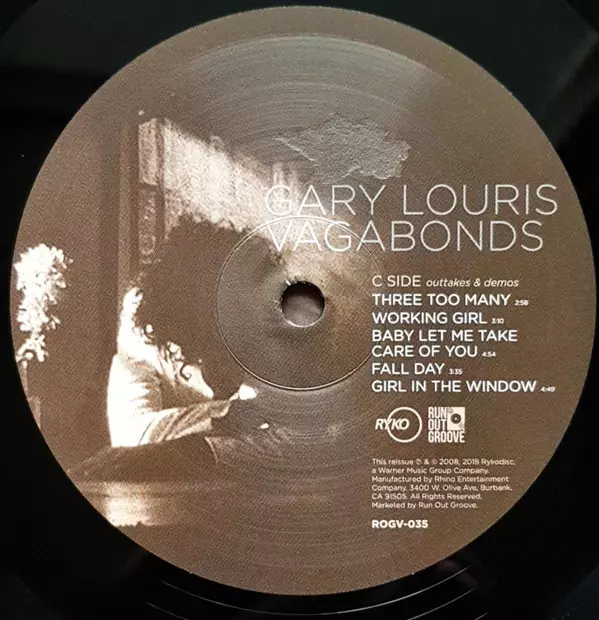 GARY LOURIS
VAGABONDS
C SIDE outtakes & demos
THREE TOO MANY 2:58
WORKING GIRL 3:10
BABY LET ME TAKE
CARE OF YOU 4:54
FALL DAY 3:35
GIRL IN THE WINDOW 4:49
RYKO
RUN
OUT
GROOVE
This reissue ℗ & © 2008, 2018 Rykodisc,
a Warner Music Group Company.
Manufactured by Rhino Entertainment
Company, 3400 W. Olive Ave, Burbank,
CA 91505. All Rights Reserved.
Marketed by Run Out Groove.
ROGV-035